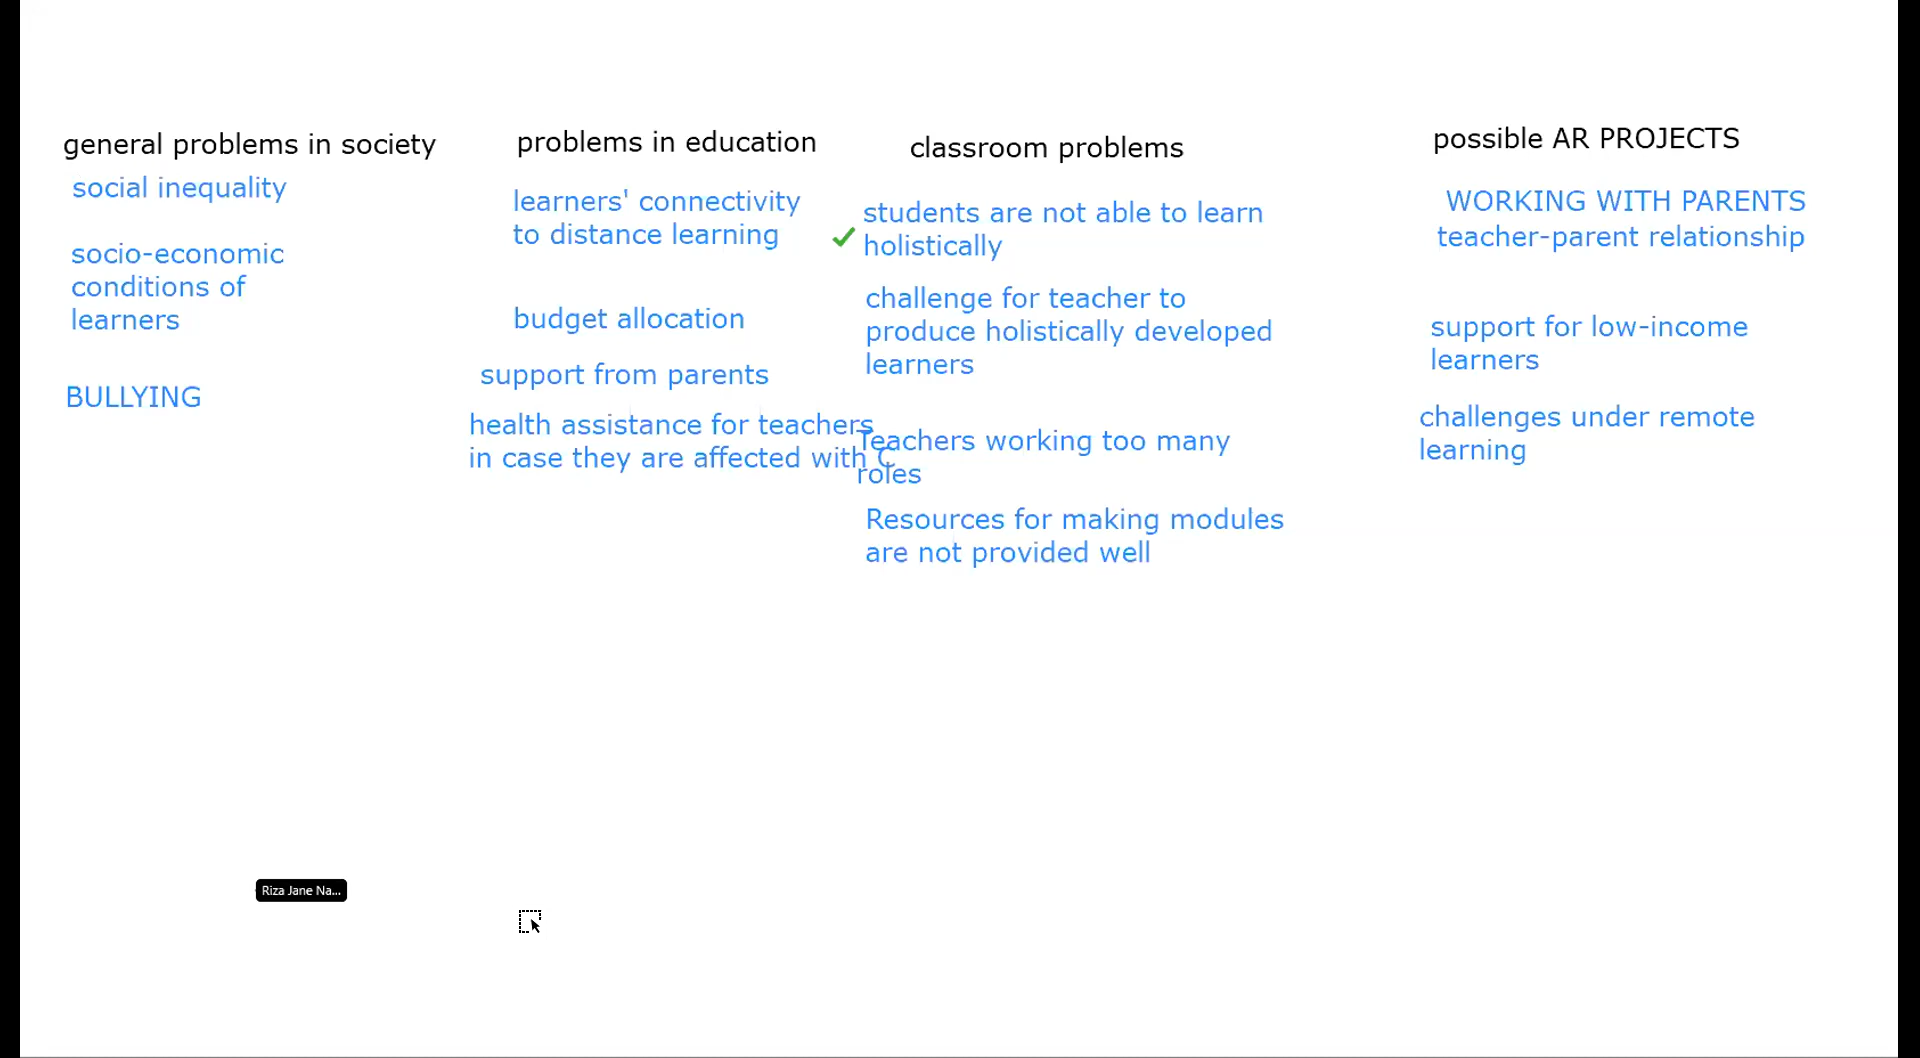 general problems in society
social inequality
socio-economic
conditions of
learners
BULLYING
problems in education
learners' connectivity
to distance learning
budget allocation
support from parents
health assistance for teachers
in case they are affected with C
classroom problems
students are not able to learn
holistically
challenge for teacher to
produce holistically developed
learners
Teachers working too many
roles
Resources for making modules
are not provided well
possible AR PROJECTS
WORKING WITH PARENTS
teacher-parent relationship
support for low-income
learners
challenges under remote
learning
Riza Jane Na...